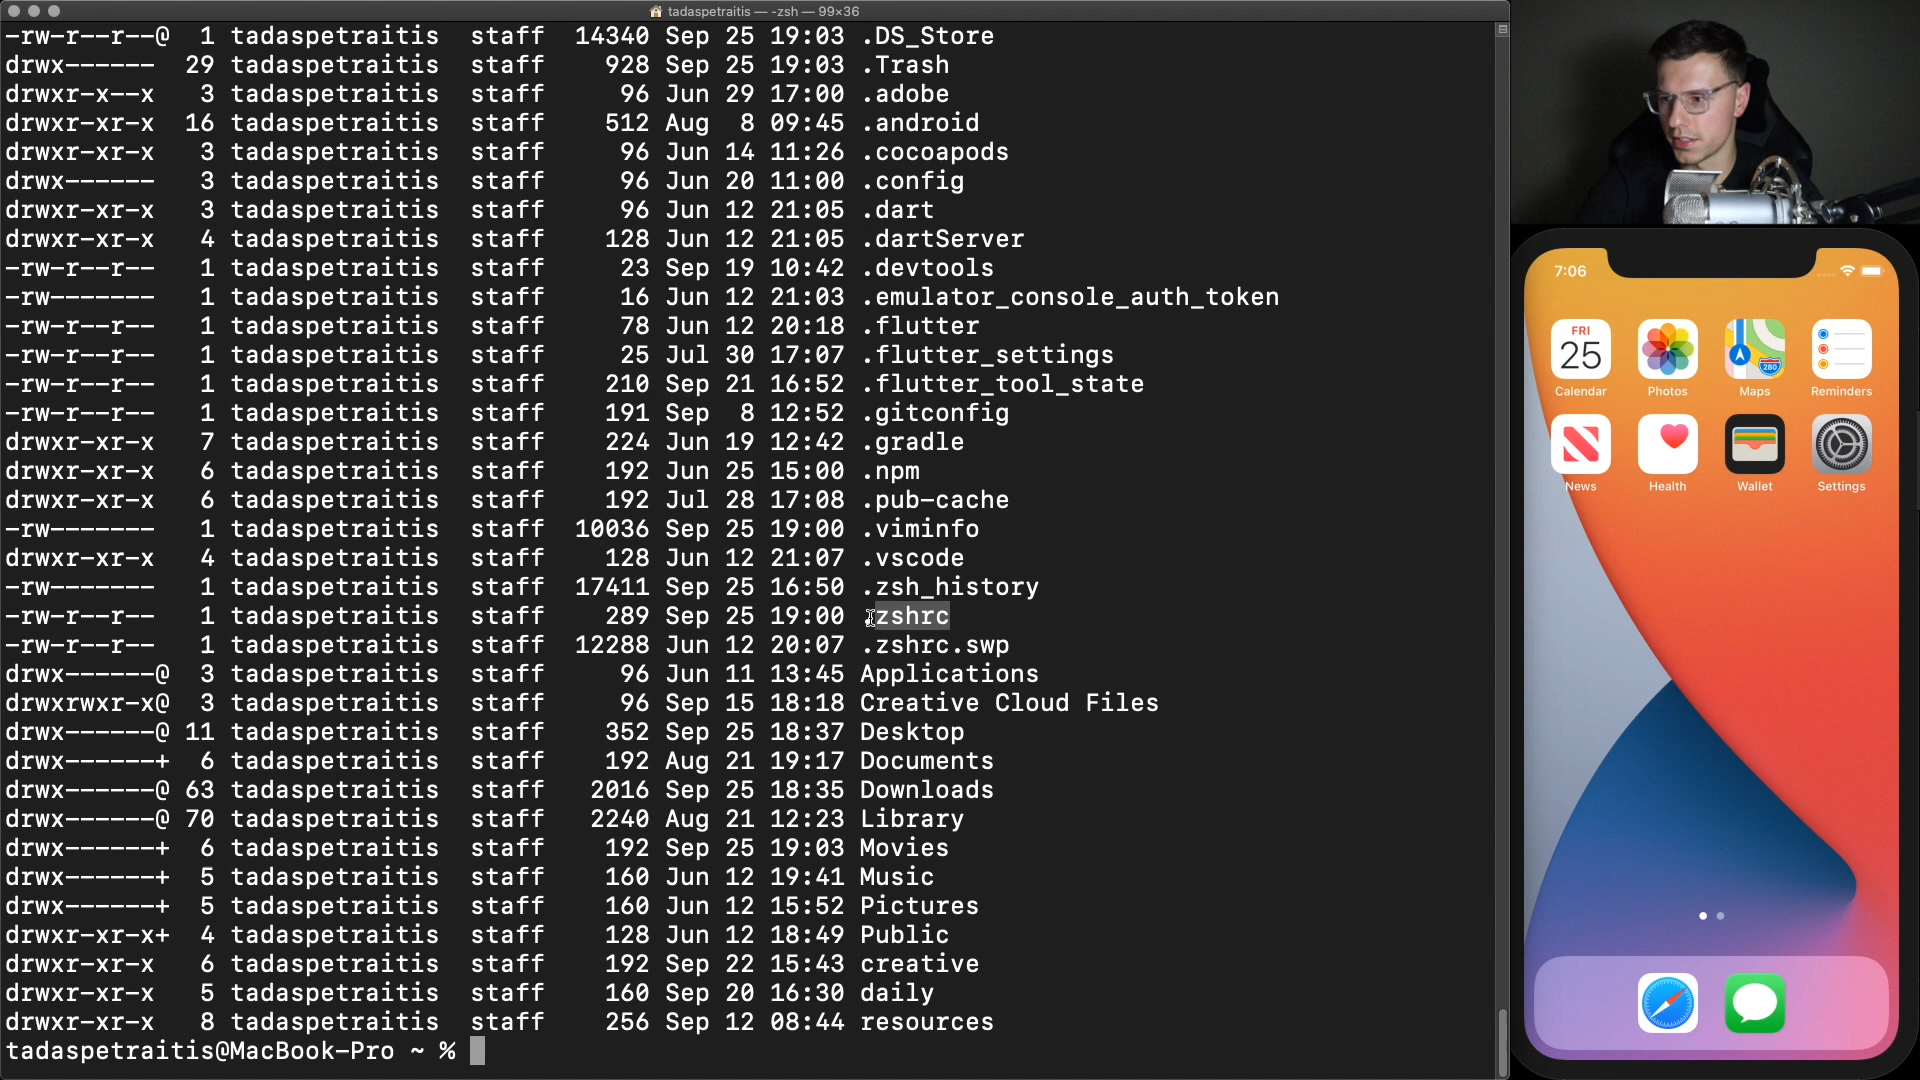 tadaspetraitis — -zsh — 99×36
-rw-r--r--@  1 tadaspetraitis  staff  14340 Sep 25 19:03 .DS_Store
drwx------  29 tadaspetraitis  staff    928 Sep 25 19:03 .Trash
drwxr-x--x   3 tadaspetraitis  staff     96 Jun 29 17:00 .adobe
drwxr-xr-x  16 tadaspetraitis  staff    512 Aug  8 09:45 .android
drwxr-xr-x   3 tadaspetraitis  staff     96 Jun 14 11:26 .cocoapods
drwx------   3 tadaspetraitis  staff     96 Jun 20 11:00 .config
drwxr-xr-x   3 tadaspetraitis  staff     96 Jun 12 21:05 .dart
drwxr-xr-x   4 tadaspetraitis  staff    128 Jun 12 21:05 .dartServer
-rw-r--r--   1 tadaspetraitis  staff     23 Sep 19 10:42 .devtools
-rw-------   1 tadaspetraitis  staff     16 Jun 12 21:03 .emulator_console_auth_token
-rw-r--r--   1 tadaspetraitis  staff     78 Jun 12 20:18 .flutter
-rw-r--r--   1 tadaspetraitis  staff     25 Jul 30 17:07 .flutter_settings
-rw-r--r--   1 tadaspetraitis  staff    210 Sep 21 16:52 .flutter_tool_state
-rw-r--r--   1 tadaspetraitis  staff    191 Sep  8 12:52 .gitconfig
drwxr-xr-x   7 tadaspetraitis  staff    224 Jun 19 12:42 .gradle
drwxr-xr-x   6 tadaspetraitis  staff    192 Jun 25 15:00 .npm
drwxr-xr-x   6 tadaspetraitis  staff    192 Jul 28 17:08 .pub-cache
-rw-------   1 tadaspetraitis  staff  10036 Sep 25 19:00 .viminfo
drwxr-xr-x   4 tadaspetraitis  staff    128 Jun 12 21:07 .vscode
-rw-------   1 tadaspetraitis  staff  17411 Sep 25 16:50 .zsh_history
-rw-r--r--   1 tadaspetraitis  staff    289 Sep 25 19:00 .zshrc
-rw-r--r--   1 tadaspetraitis  staff  12288 Jun 12 20:07 .zshrc.swp
drwx------@  3 tadaspetraitis  staff     96 Jun 11 13:45 Applications
drwxrwxr-x@  3 tadaspetraitis  staff     96 Sep 15 18:18 Creative Cloud Files
drwx------@ 11 tadaspetraitis  staff    352 Sep 25 18:37 Desktop
drwx------+  6 tadaspetraitis  staff    192 Aug 21 19:17 Documents
drwx------@ 63 tadaspetraitis  staff   2016 Sep 25 18:35 Downloads
drwx------@ 70 tadaspetraitis  staff   2240 Aug 21 12:23 Library
drwx------+  6 tadaspetraitis  staff    192 Sep 25 19:03 Movies
drwx------+  5 tadaspetraitis  staff    160 Jun 12 19:41 Music
drwx------+  5 tadaspetraitis  staff    160 Jun 12 15:52 Pictures
drwxr-xr-x+  4 tadaspetraitis  staff    128 Jun 12 18:49 Public
drwxr-xr-x   6 tadaspetraitis  staff    192 Sep 22 15:43 creative
drwxr-xr-x   5 tadaspetraitis  staff    160 Sep 20 16:30 daily
drwxr-xr-x   8 tadaspetraitis  staff    256 Sep 12 08:44 resources
tadaspetraitis@MacBook-Pro ~ %
7:06
FRI
25
280
Calendar Photos Maps Reminders
News Health Wallet Settings